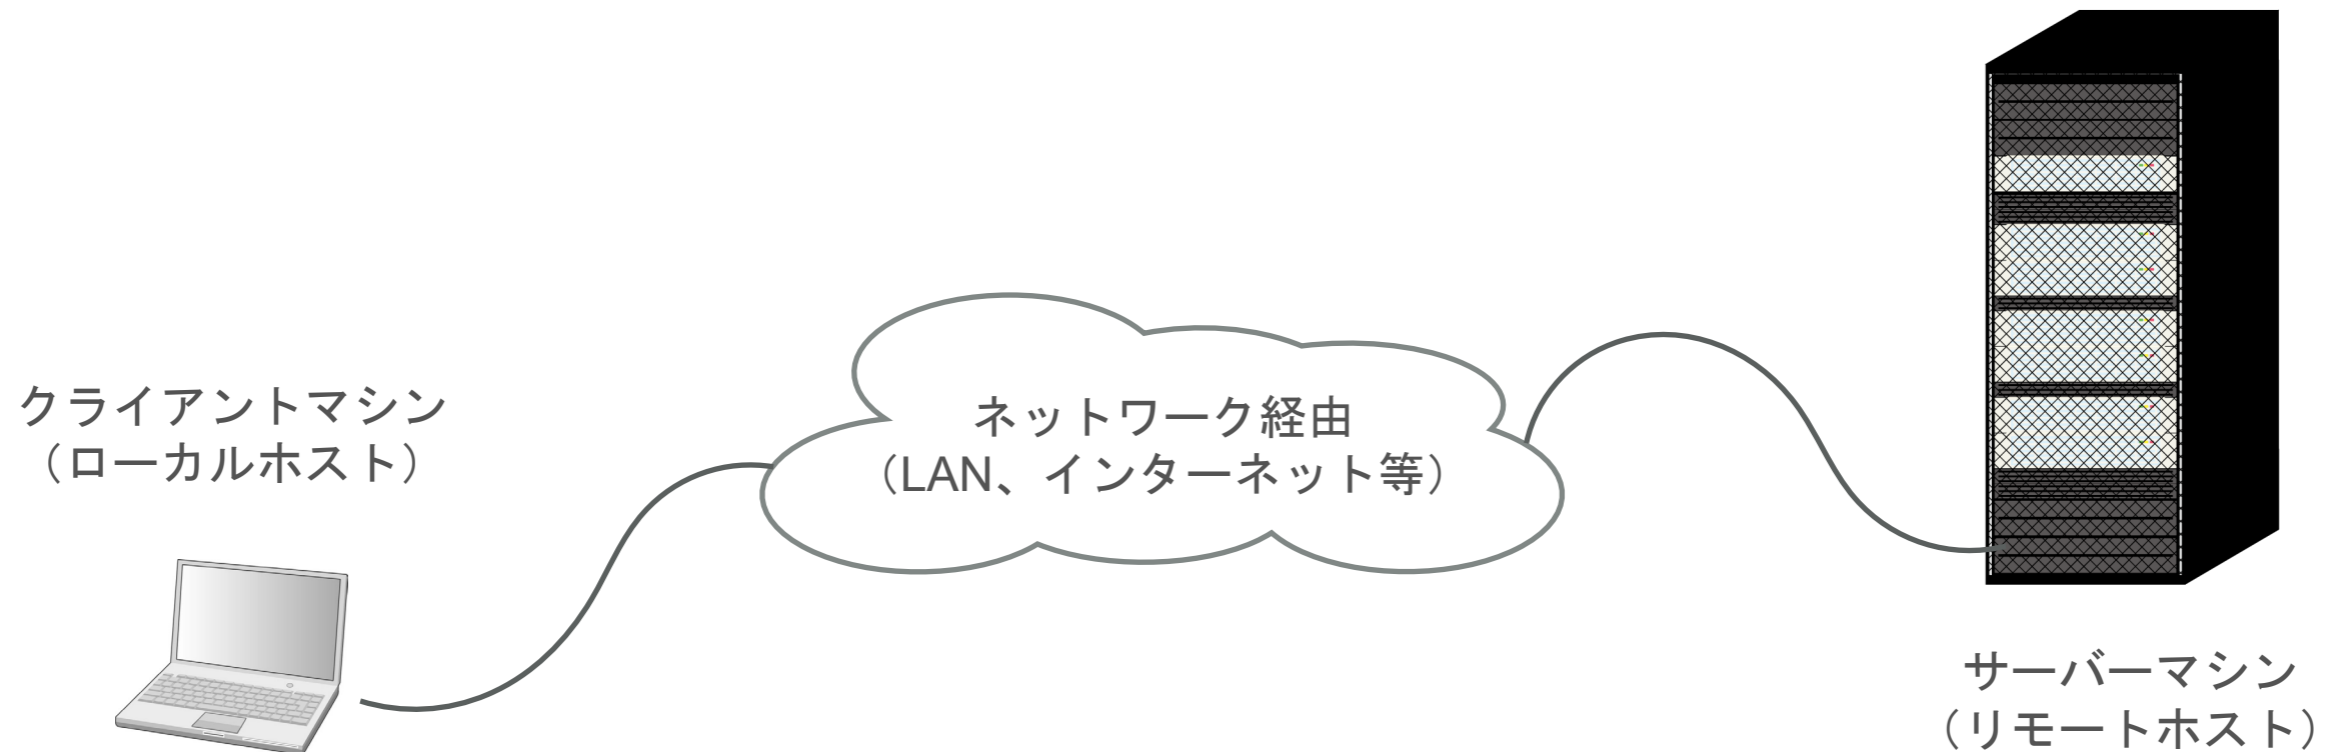 クライアントマシン
（ローカルホスト）
ネットワーク経由
（LAN、インターネット等）
サーバーマシン
（リモートホスト）